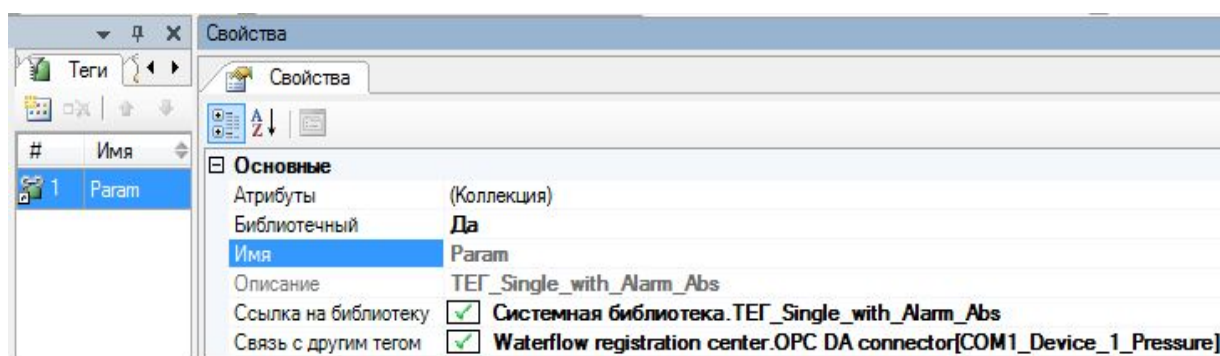 Свойства
Теги
Свойства
# Имя
1 Param
Основные
Атрибуты (Коллекция)
Библиотечный Да
Имя Param
Описание ТЕГ_Single_with_Alarm_Abs
Ссылка на библиотеку Системная библиотека.ТЕГ_Single_with_Alarm_Abs
Связь с другим тегом Waterflow registration center.OPC DA connector[COM1_Device_1_Pressure]